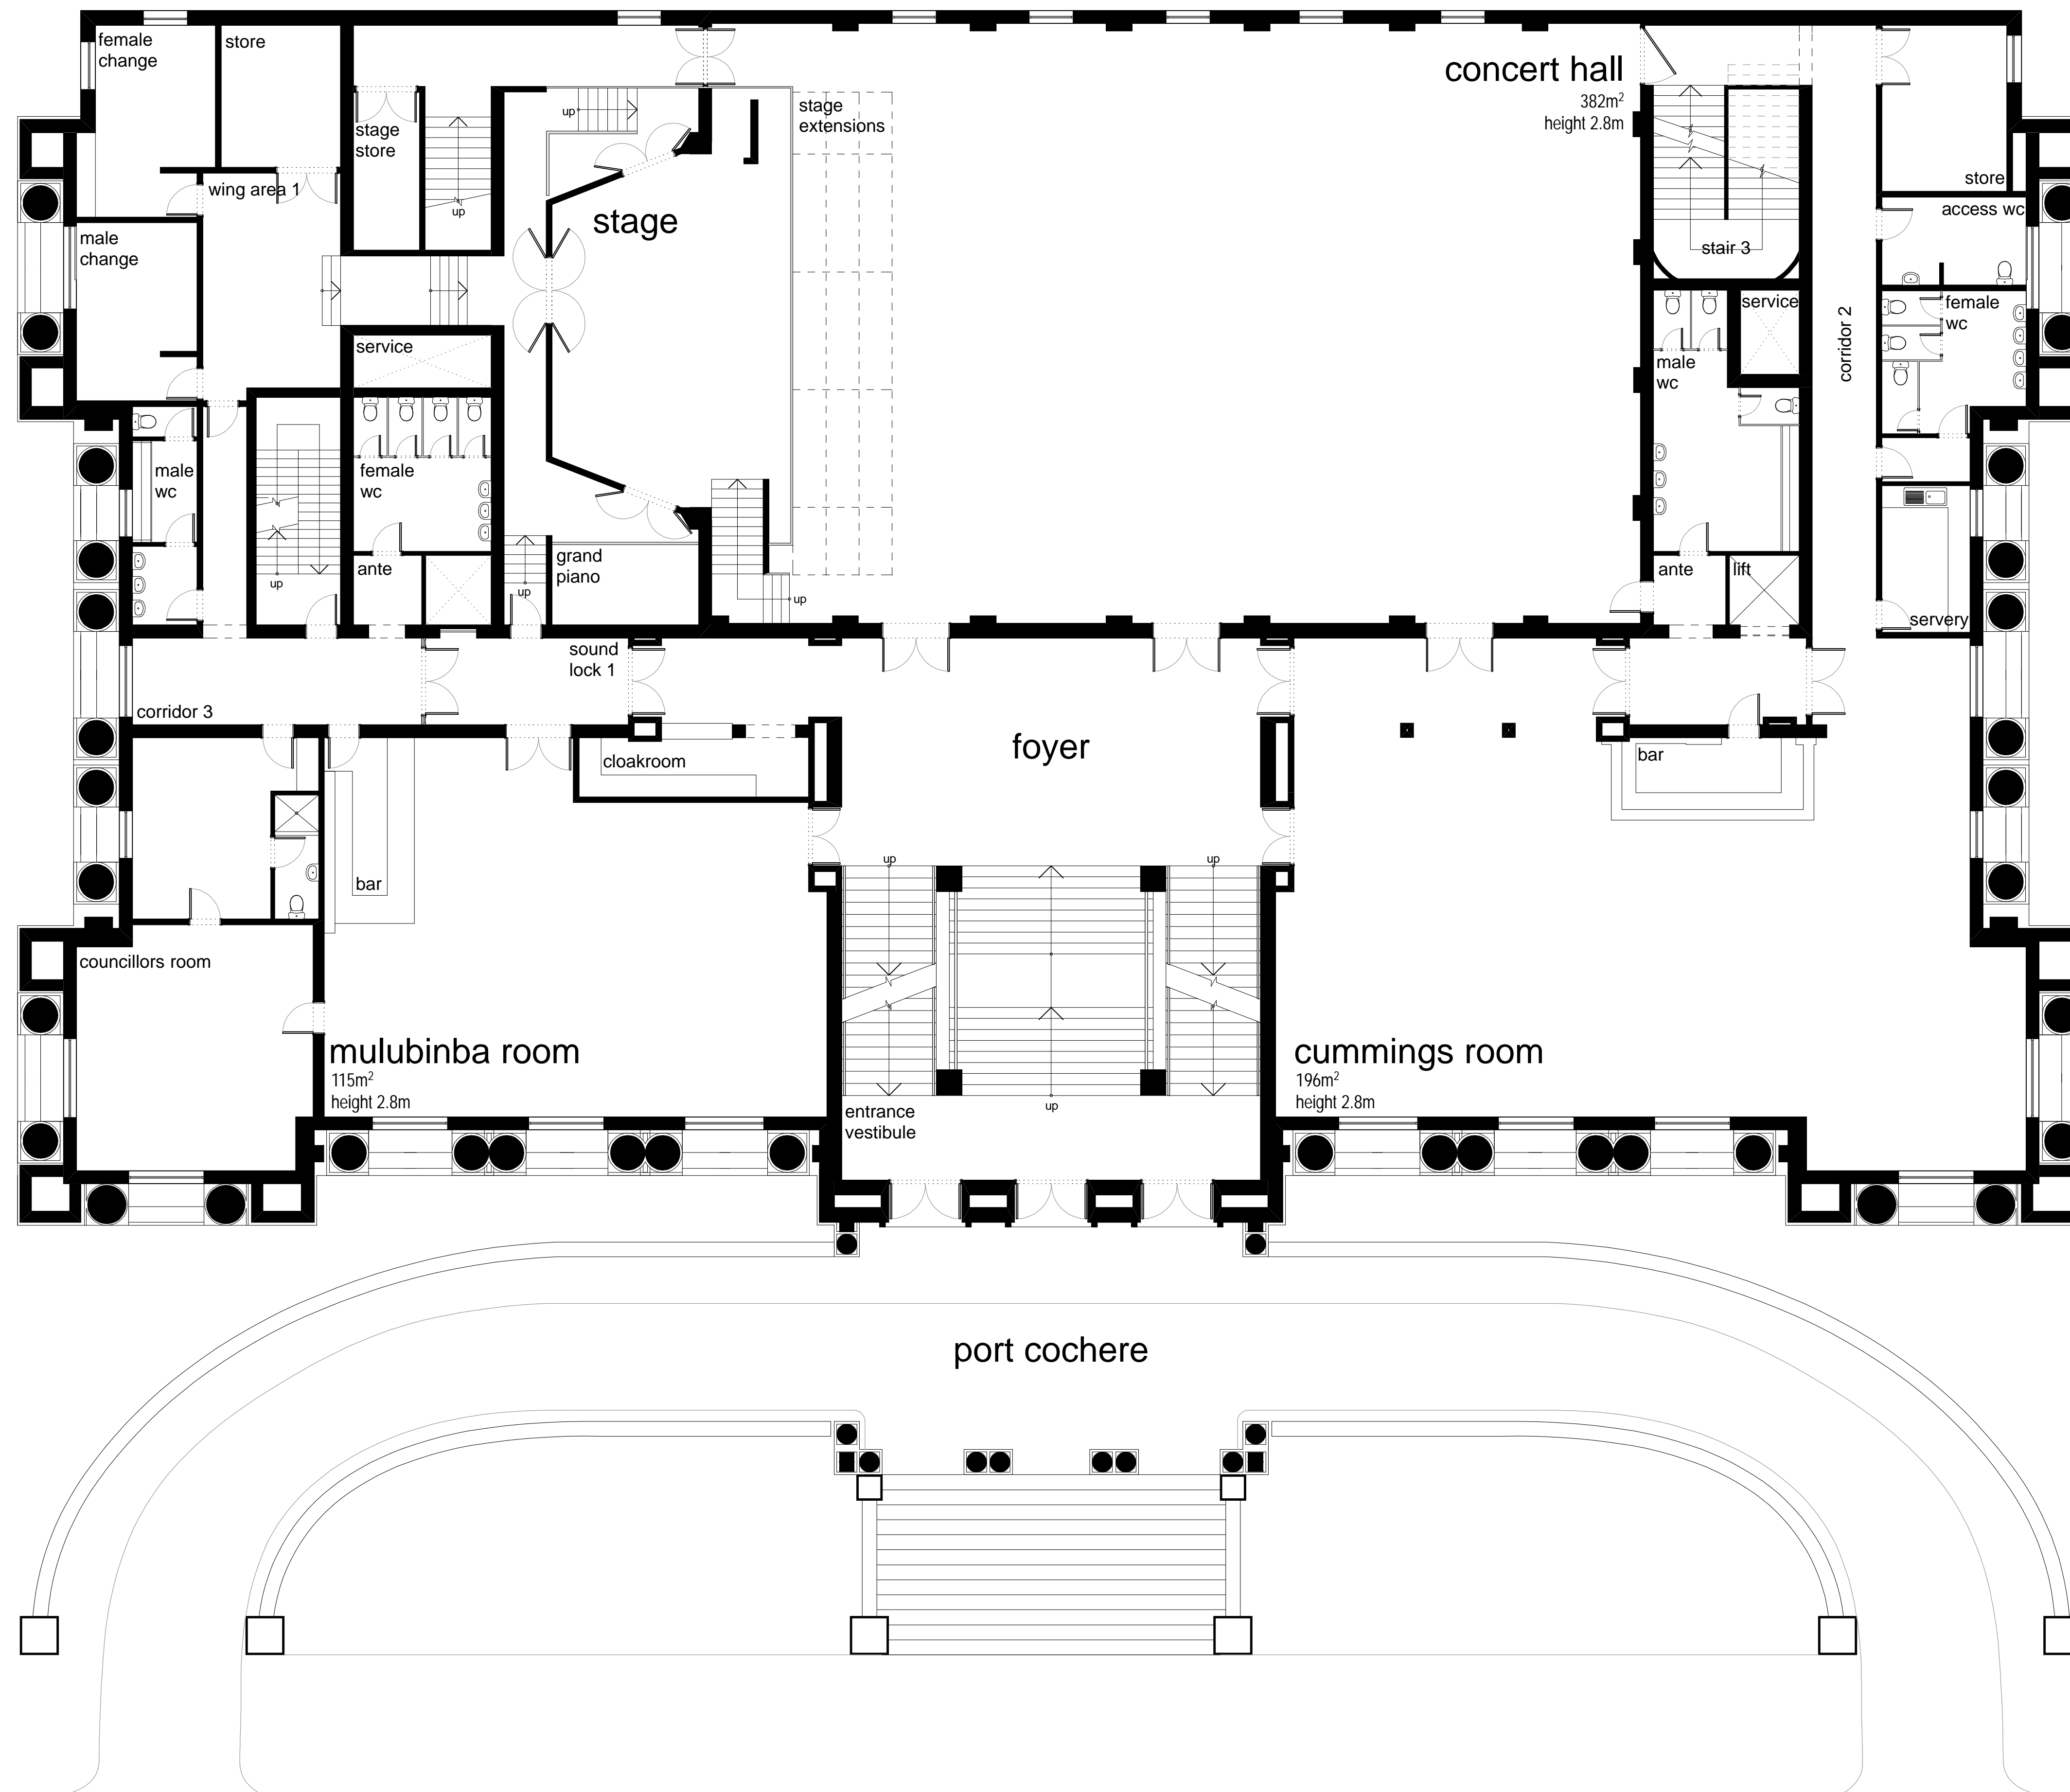 female
change
store
stage
store
up
up
wing area 1
male
change
stage
stage
extensions
concert hall
382m²
height 2.8m
stair 3
store
access wc
service
corridor 2
female
wc
male
wc
service
male
wc
female
wc
up
ante
up
grand
piano
up
ante
lift
servery
sound
lock 1
corridor 3
cloakroom
foyer
bar
bar
up
up
councillors room
mulubinba room
115m²
height 2.8m
cummings room
196m²
height 2.8m
up
entrance
vestibule
port cochere